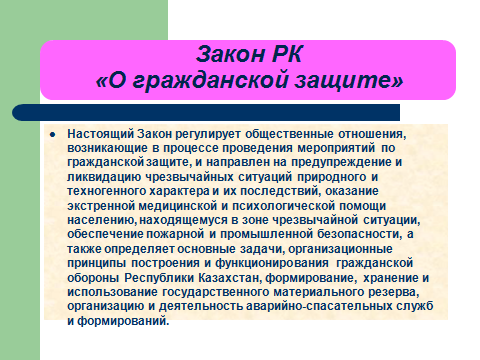 Закон РК
«О гражданской защите»
Настоящий Закон регулирует общественные отношения,
возникающие в процессе проведения мероприятий по
гражданской защите, и направлен на предупреждение и
ликвидацию чрезвычайных ситуаций природного и
техногенного характера и их последствий, оказание
экстренной медицинской и психологической помощи
населению, находящемуся в зоне чрезвычайной ситуации,
обеспечение пожарной и промышленной безопасности, а
также определяет основные задачи, организационные
принципы построения и функционирования гражданской
обороны Республики Казахстан, формирование, хранение и
использование государственного материального резерва,
организацию и деятельность аварийно-спасательных служб
и формирований.